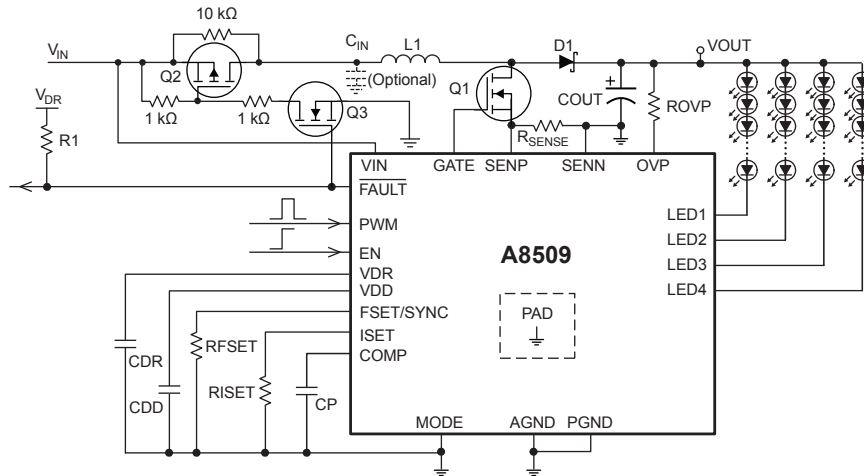 10 kΩ
VIN
Q2
CIN
(Optional)
L1
D1
VOUT
Q1
COUT
ROVP
VDR
1 kΩ
1 kΩ
Q3
R1
RSENSE
VIN
GATE
SENP
SENN
OVP
FAULT
PWM
EN
VDR
VDD
FSET/SYNC
ISET
COMP
A8509
PAD
LED1
LED2
LED3
LED4
CDR
CDD
RFSET
RISET
CP
MODE
AGND
PGND